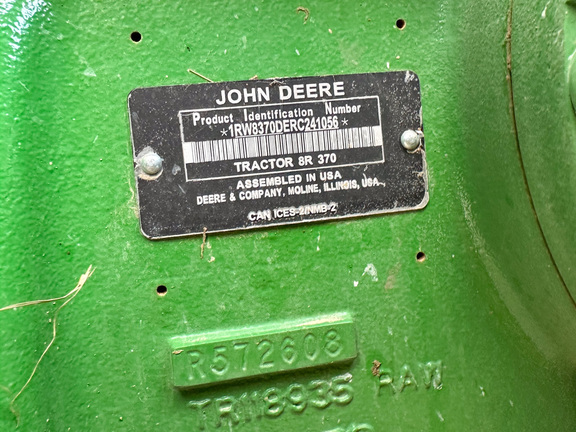 JOHN DEERE
Product Identification Number
*1RW8370DERC241056*
TRACTOR 8R 370
ASSEMBLED IN USA
DEERE & COMPANY, MOLINE, ILLINOIS, USA
CAN ICES-2/NMB-2
R572608
RAW